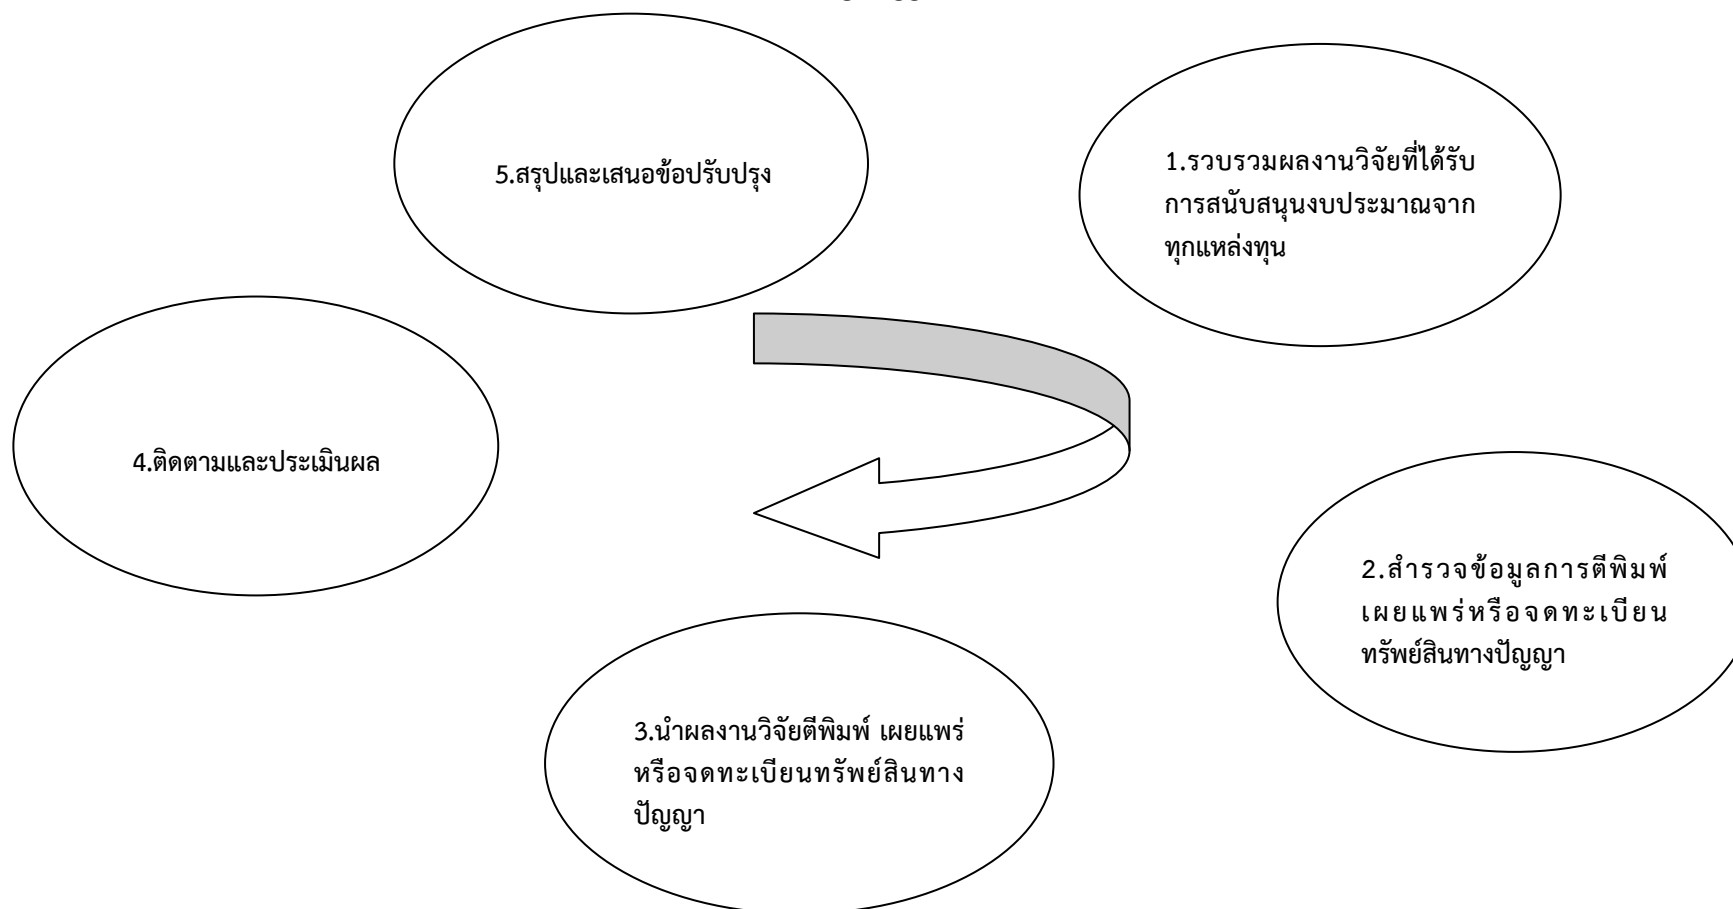 1.รวบรวมผลงานวิจัยที่ได้รับ
การสนับสนุนงบประมาณจาก
ทุกแหล่งทุน
2.สำรวจข้อมูลการตีพิมพ์
เผยแพร่หรือจดทะเบียน
ทรัพย์สินทางปัญญา
3.นำผลงานวิจัยตีพิมพ์ เผยแพร่
หรือจดทะเบียนทรัพย์สินทาง
ปัญญา
4.ติดตามและประเมินผล
5.สรุปและเสนอข้อปรับปรุง